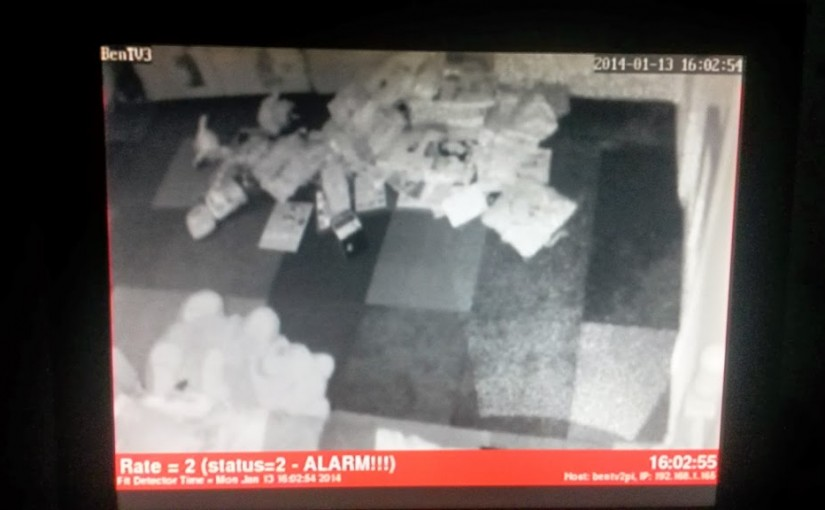 BenTV3
2014-01-13 16:02:54
Rate = 2 (status=2 - ALARM!!!)
16:02:55
Fit Detector Time = Mon Jan 13 16:02:54 2014
Host: bentv2pi, IP: 192.168.1.165